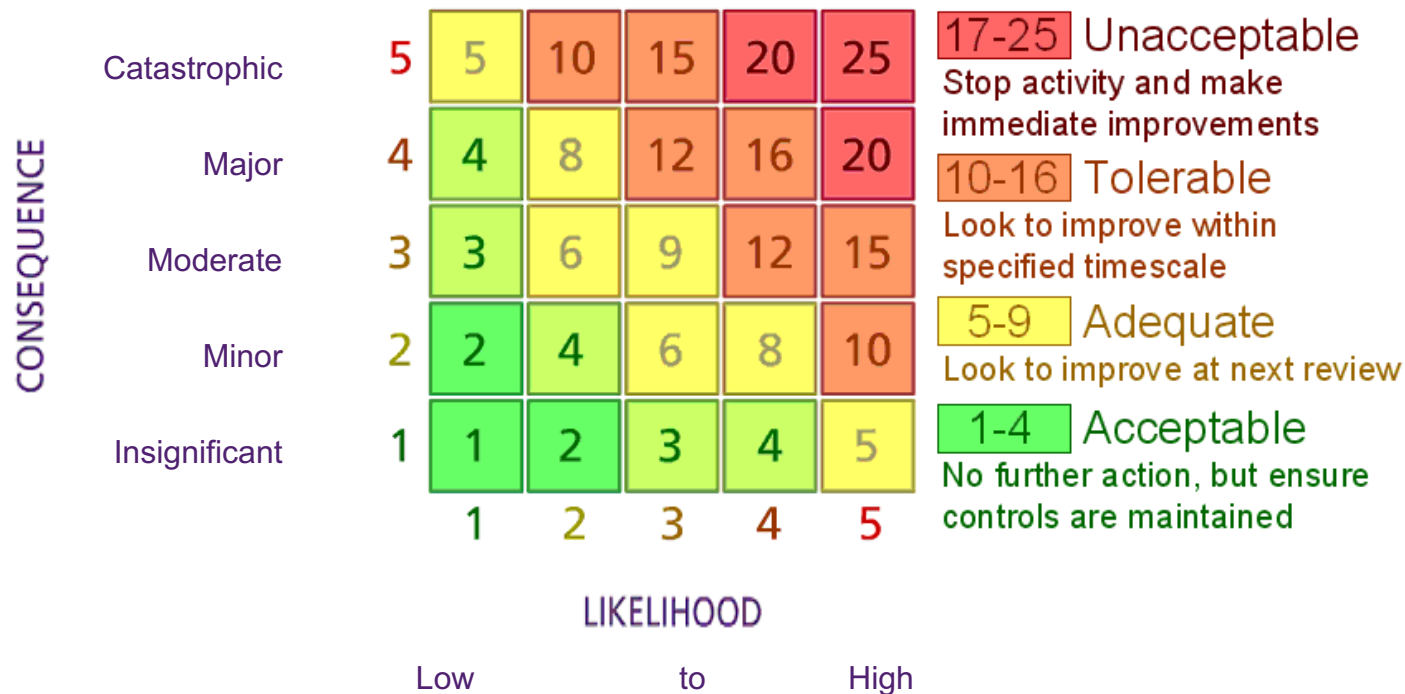 CONSEQUENCE
Catastrophic 5 5 10 15 20 25
Major 4 4 8 12 16 20
Moderate 3 3 6 9 12 15
Minor 2 2 4 6 8 10
Insignificant 1 1 2 3 4 5
1 2 3 4 5
LIKELIHOOD
Low to High
17-25 Unacceptable
Stop activity and make
immediate improvements
10-16 Tolerable
Look to improve within
specified timescale
5-9 Adequate
Look to improve at next review
1-4 Acceptable
No further action, but ensure
controls are maintained